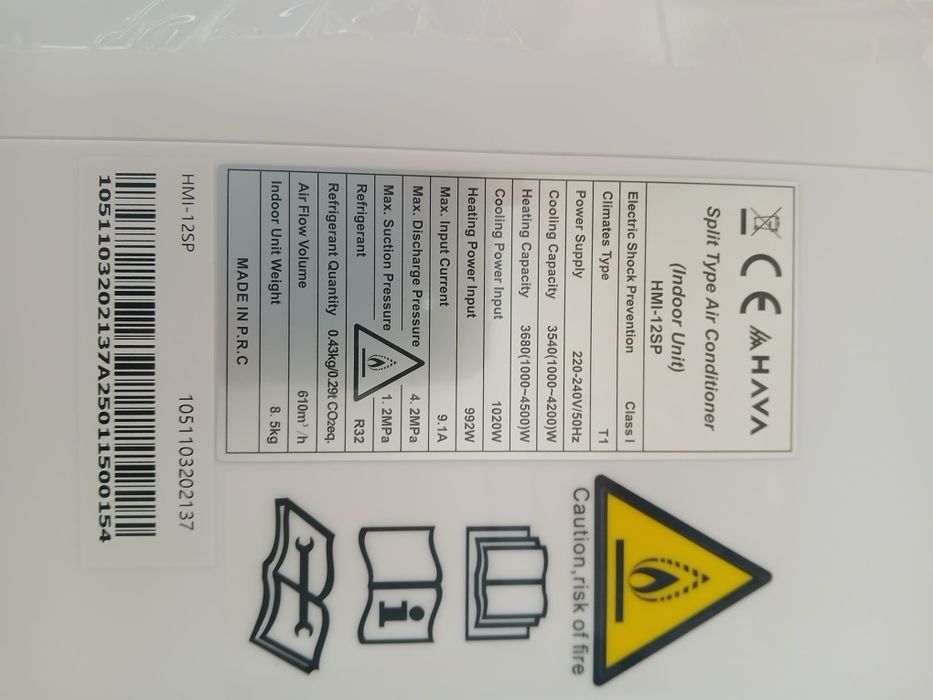 CE HAVA
Split Type Air Conditioner
(Indoor Unit)
HMI-12SP
Electric Shock Prevention Class I
Climates Type T1
Power Supply 220-240V/50Hz
Cooling Capacity 3540(1000~4200)W
Heating Capacity 3680(1000~4500)W
Cooling Power Input 1020W
Heating Power Input 992W
Max. Input Current 9.1A
Max. Discharge Pressure 4. 2MPa
Max. Suction Pressure 1. 2MPa
Refrigerant R32
Refrigerant Quantity 0.43kg/0.29t CO2eq.
Air Flow Volume 610m³/h
Indoor Unit Weight 8. 5kg
MADE IN P.R.C
HMI-12SP 1051103202137
1051103202137A25011500154
Caution,risk of fire